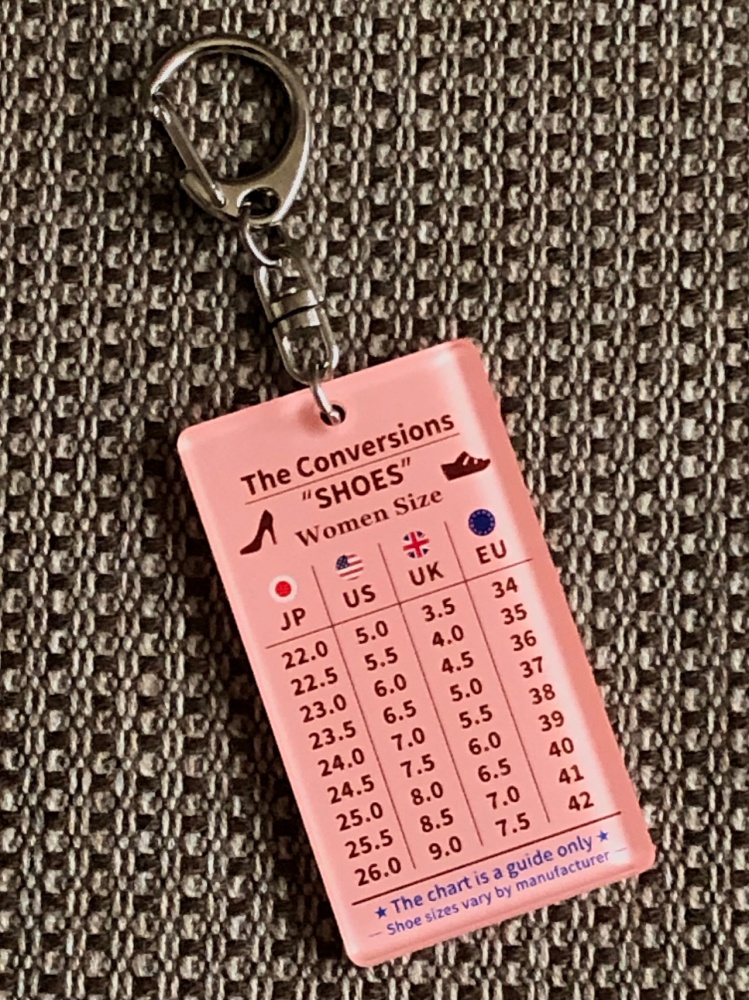 The Conversions
“SHOES”
Women Size
JP US UK EU
22.0 5.0 3.5 34
22.5 5.5 4.0 35
23.0 6.0 4.5 36
23.5 6.5 5.0 37
24.0 7.0 5.5 38
24.5 7.5 6.0 39
25.0 8.0 6.5 40
25.5 8.5 7.0 41
26.0 9.0 7.5 42
★ The chart is a guide only ★
— Shoe sizes vary by manufacturer —